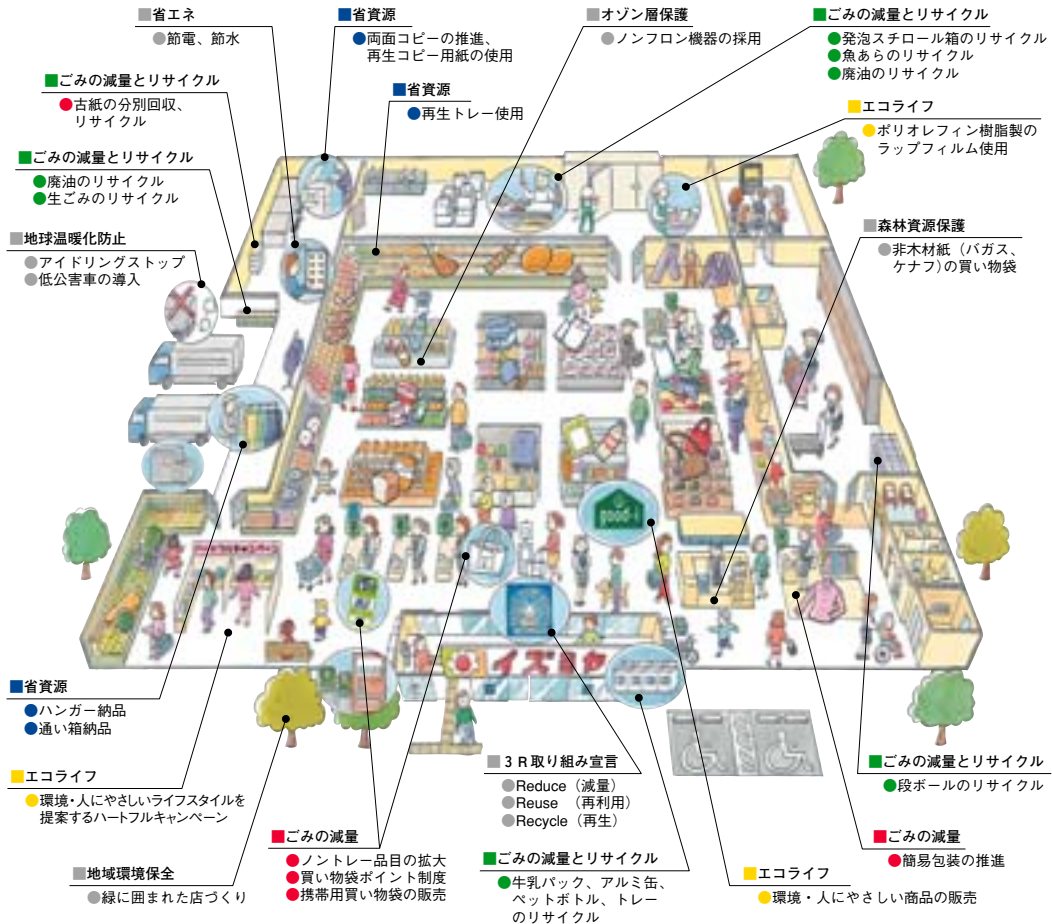 ■省エネ
●節電、節水
■省資源
●両面コピーの推進、
再生コピー用紙の使用
■オゾン層保護
●ノンフロン機器の採用
■ごみの減量とリサイクル
●発泡スチロール箱のリサイクル
●魚あらのリサイクル
●廃油のリサイクル
■ごみの減量とリサイクル
●古紙の分別回収、
リサイクル
■省資源
●再生トレー使用
■エコライフ
●ポリオレフィン樹脂製の
ラップフィルム使用
■ごみの減量とリサイクル
●廃油のリサイクル
●生ごみのリサイクル
■地球温暖化防止
●アイドリングストップ
●低公害車の導入
■森林資源保護
●非木材紙（バガス、
ケナフ）の買い物袋
good-i
ハートフルキャンペーン
イズミヤ
■省資源
●ハンガー納品
●通い箱納品
■エコライフ
●環境・人にやさしいライフスタイルを
提案するハートフルキャンペーン
■地域環境保全
●緑に囲まれた店づくり
■ごみの減量
●ノントレー品目の拡大
●買い物袋ポイント制度
●携帯用買い物袋の販売
■3R取り組み宣言
●Reduce（減量）
●Reuse（再利用）
●Recycle（再生）
■ごみの減量とリサイクル
●牛乳パック、アルミ缶、
ペットボトル、トレー
のリサイクル
■ごみの減量とリサイクル
●段ボールのリサイクル
■ごみの減量
●簡易包装の推進
■エコライフ
●環境・人にやさしい商品の販売